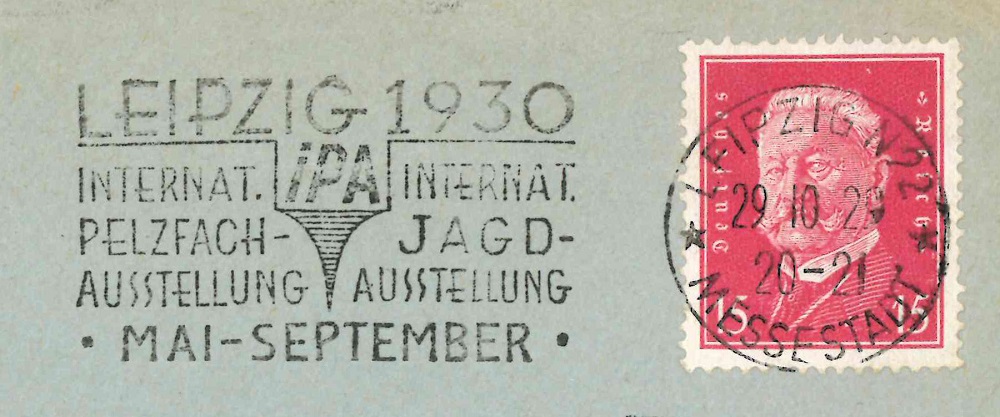 LEIPZIG 1930
iPA
INTERNAT.
PELZFACH-
AUSSTELLUNG
INTERNAT.
JAGD-
AUSSTELLUNG
• MAI-SEPTEMBER •
Deutsches Reich
15 15
LEIPZIG N22
29.10.29
20-21
* MESSESTADT *